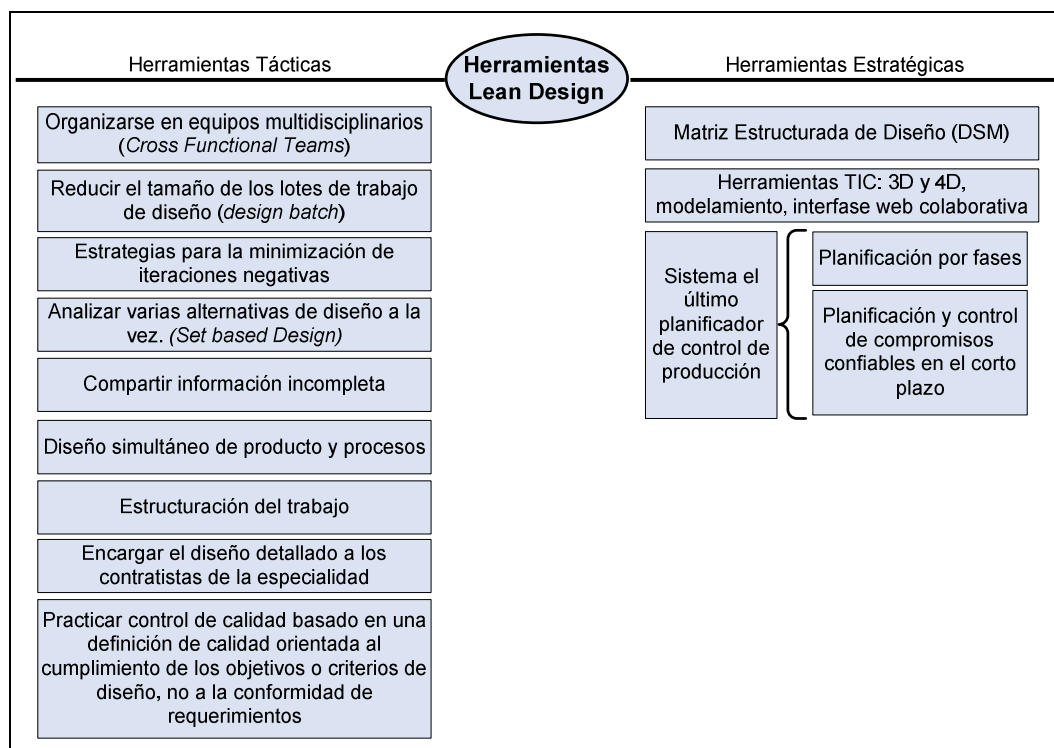 Herramientas Tácticas
Herramientas
Lean Design
Herramientas Estratégicas
Organizarse en equipos multidisciplinarios
(Cross Functional Teams)
Reducir el tamaño de los lotes de trabajo
de diseño (design batch)
Estrategias para la minimización de
iteraciones negativas
Analizar varias alternativas de diseño a la
vez. (Set based Design)
Compartir información incompleta
Diseño simultáneo de producto y procesos
Estructuración del trabajo
Encargar el diseño detallado a los
contratistas de la especialidad
Practicar control de calidad basado en una
definición de calidad orientada al
cumplimiento de los objetivos o criterios de
diseño, no a la conformidad de
requerimientos
Matriz Estructurada de Diseño (DSM)
Herramientas TIC: 3D y 4D,
modelamiento, interfase web colaborativa
Sistema el
último
planificador
de control de
producción
Planificación por fases
Planificación y control
de compromisos
confiables en el corto
plazo